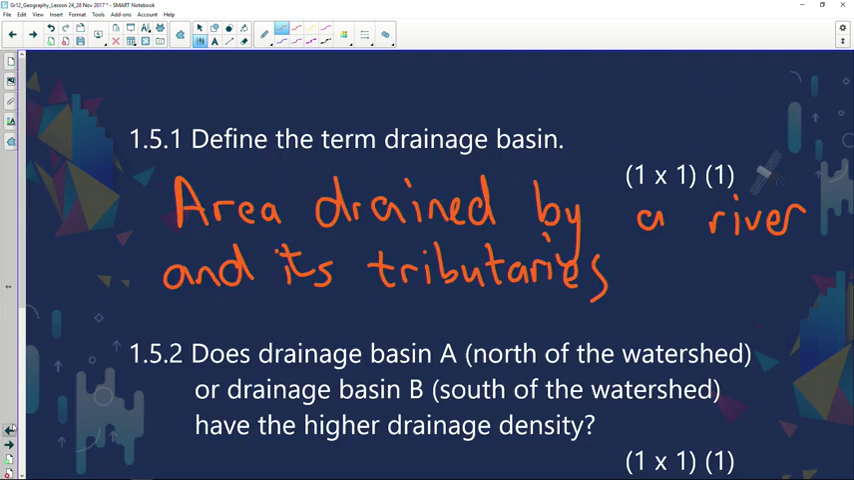 Gr12_Geography_Lesson 24_28 Nov 2017 * - SMART Notebook
File Edit View Insert Format Tools Add-ons Account Help
1.5.1 Define the term drainage basin.
(1 x 1) (1)
Area drained by a river
and its tributaries
1.5.2 Does drainage basin A (north of the watershed)
or drainage basin B (south of the watershed)
have the higher drainage density?
(1 x 1) (1)